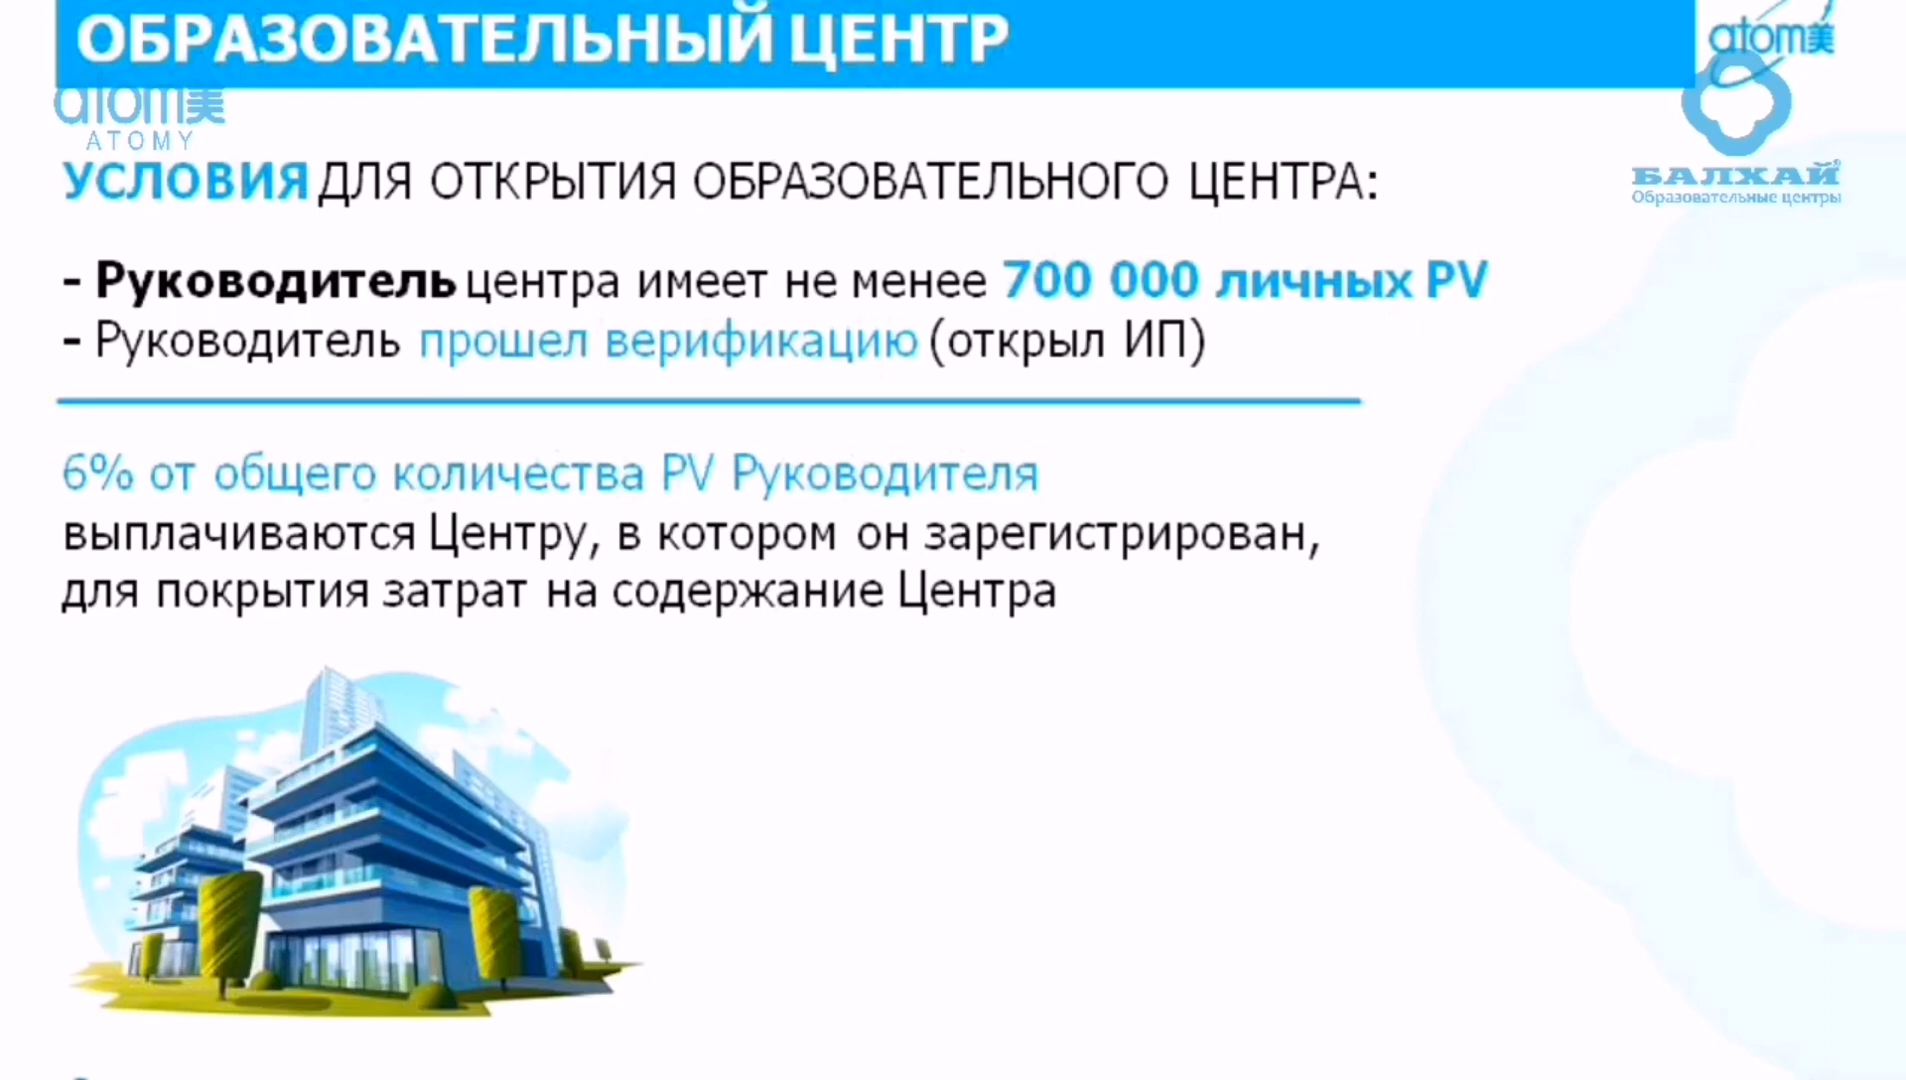 ОБРАЗОВАТЕЛЬНЫЙ ЦЕНТР
atom美
atom美
ATOMY
БАЛХАЙ®
Образовательные центры
УСЛОВИЯ ДЛЯ ОТКРЫТИЯ ОБРАЗОВАТЕЛЬНОГО ЦЕНТРА:
- Руководитель центра имеет не менее 700 000 личных PV
- Руководитель прошел верификацию (открыл ИП)
6% от общего количества PV Руководителя
выплачиваются Центру, в котором он зарегистрирован,
для покрытия затрат на содержание Центра